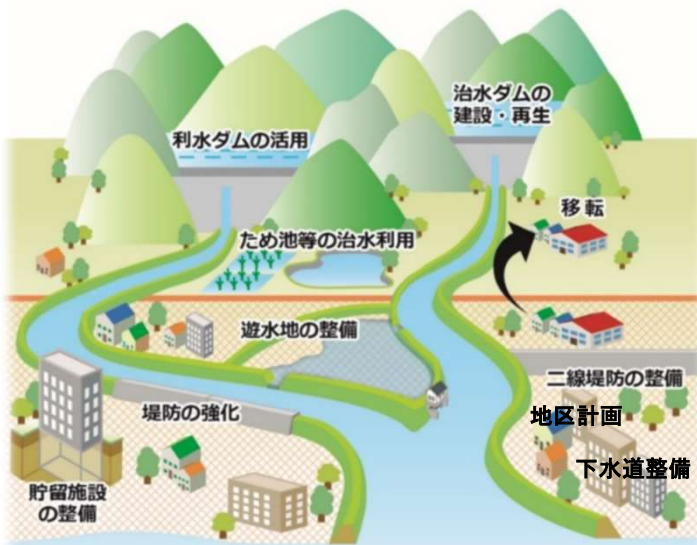 治水ダムの
建設・再生
利水ダムの活用
移転
ため池等の治水利用
遊水地の整備
二線堤防の整備
堤防の強化
地区計画
下水道整備
貯留施設
の整備